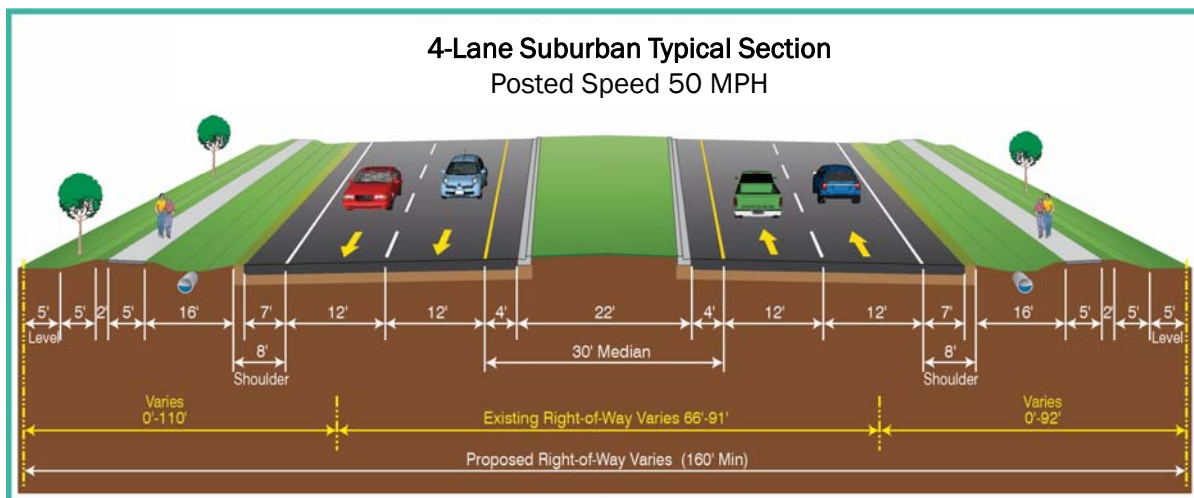 4-Lane Suburban Typical Section
Posted Speed 50 MPH
5' 5' 2' 5' 16' 7' 12' 12' 4' 22' 4' 12' 12' 7' 16' 5' 2' 5' 5'
Level Level
8' 30' Median 8'
Shoulder Shoulder
Varies Varies
0'-110' Existing Right-of-Way Varies 66'-91' 0'-92'
Proposed Right-of-Way Varies (160' Min)